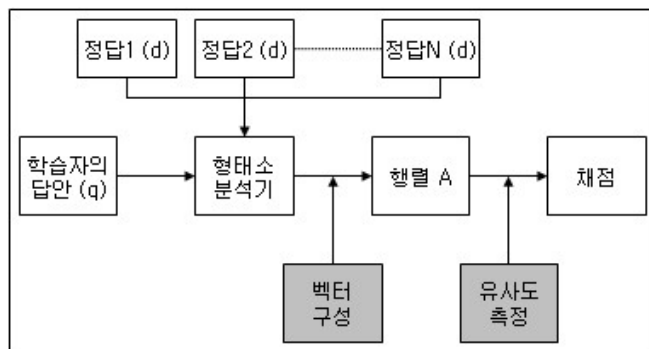 정답1 (d)
정답2 (d)
정답N (d)
학습자의
답안 (q)
형태소
분석기
행렬 A
채점
벡터
구성
유사도
측정